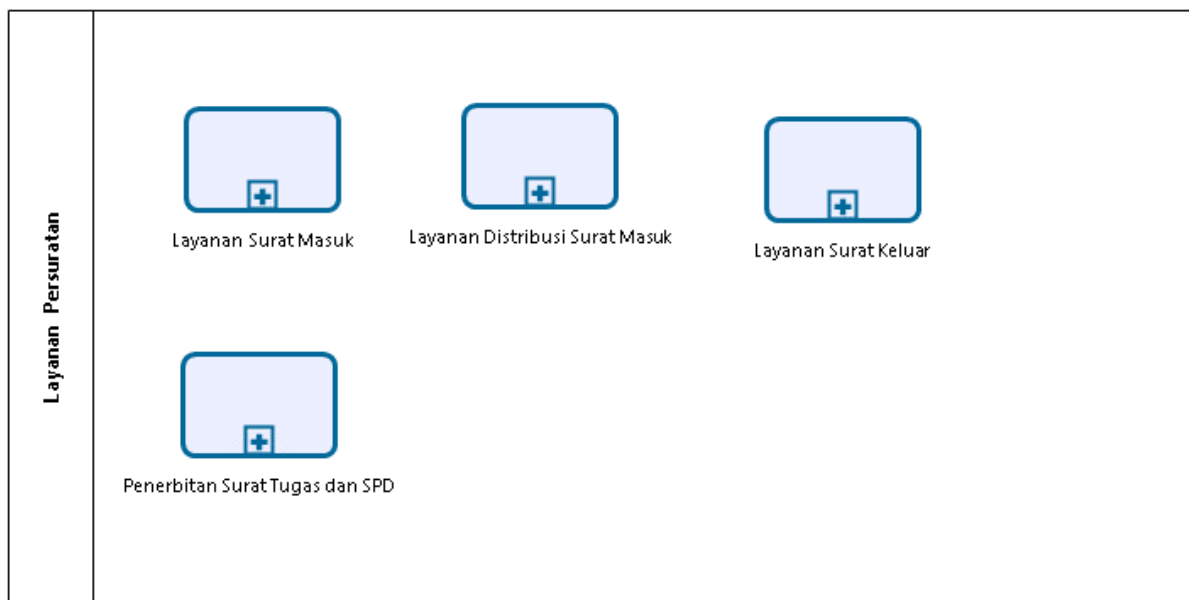 Layanan Persuratan
Layanan Surat Masuk
Layanan Distribusi Surat Masuk
Layanan Surat Keluar
Penerbitan Surat Tugas dan SPD